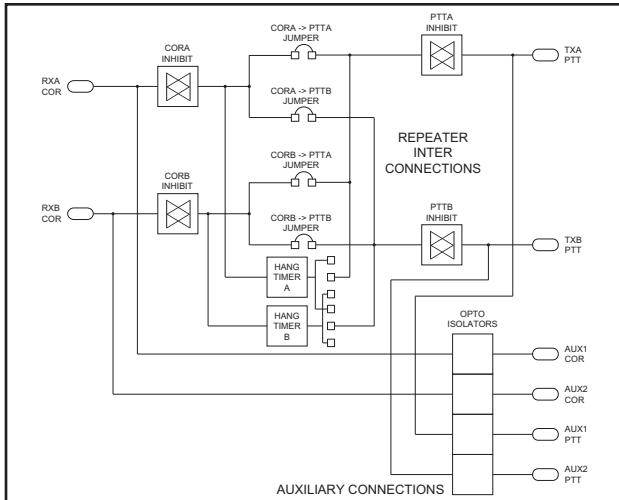 CORA -> PTTA
JUMPER
PTTA
INHIBIT
CORA
INHIBIT
RXA
COR
TXA
PTT
CORA -> PTTB
JUMPER
REPEATER
INTER
CONNECTIONS
CORB -> PTTA
JUMPER
CORB
INHIBIT
RXB
COR
CORB -> PTTB
JUMPER
PTTB
INHIBIT
TXB
PTT
HANG
TIMER
A
HANG
TIMER
B
OPTO
ISOLATORS
AUX1
COR
AUX2
COR
AUX1
PTT
AUX2
PTT
AUXILIARY CONNECTIONS